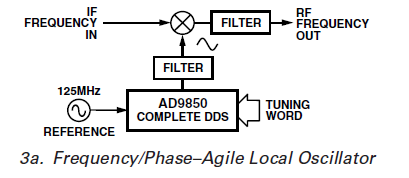 IF
FREQUENCY
IN
FILTER
RF
FREQUENCY
OUT
FILTER
125MHz
REFERENCE
AD9850
COMPLETE DDS
TUNING
WORD
3a. Frequency/Phase–Agile Local Oscillator